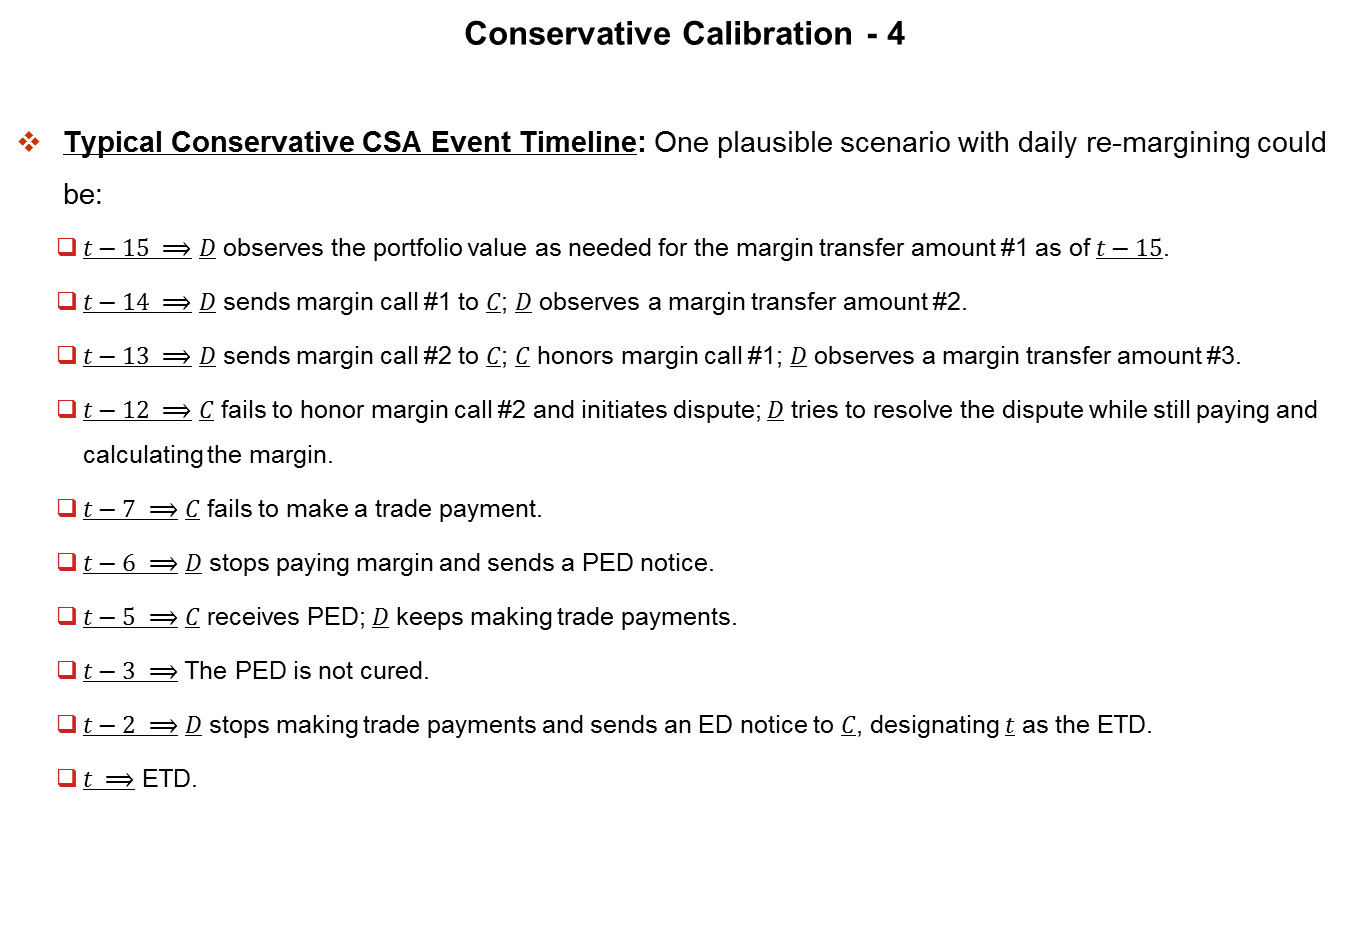 Conservative Calibration - 4
Typical Conservative CSA Event Timeline: One plausible scenario with daily re-margining could
be:
t − 15 ⟹ D observes the portfolio value as needed for the margin transfer amount #1 as of t − 15.
t − 14 ⟹ D sends margin call #1 to C; D observes a margin transfer amount #2.
t − 13 ⟹ D sends margin call #2 to C; C honors margin call #1; D observes a margin transfer amount #3.
t − 12 ⟹ C fails to honor margin call #2 and initiates dispute; D tries to resolve the dispute while still paying and
calculating the margin.
t − 7 ⟹ C fails to make a trade payment.
t − 6 ⟹ D stops paying margin and sends a PED notice.
t − 5 ⟹ C receives PED; D keeps making trade payments.
t − 3 ⟹ The PED is not cured.
t − 2 ⟹ D stops making trade payments and sends an ED notice to C, designating t as the ETD.
t ⟹ ETD.